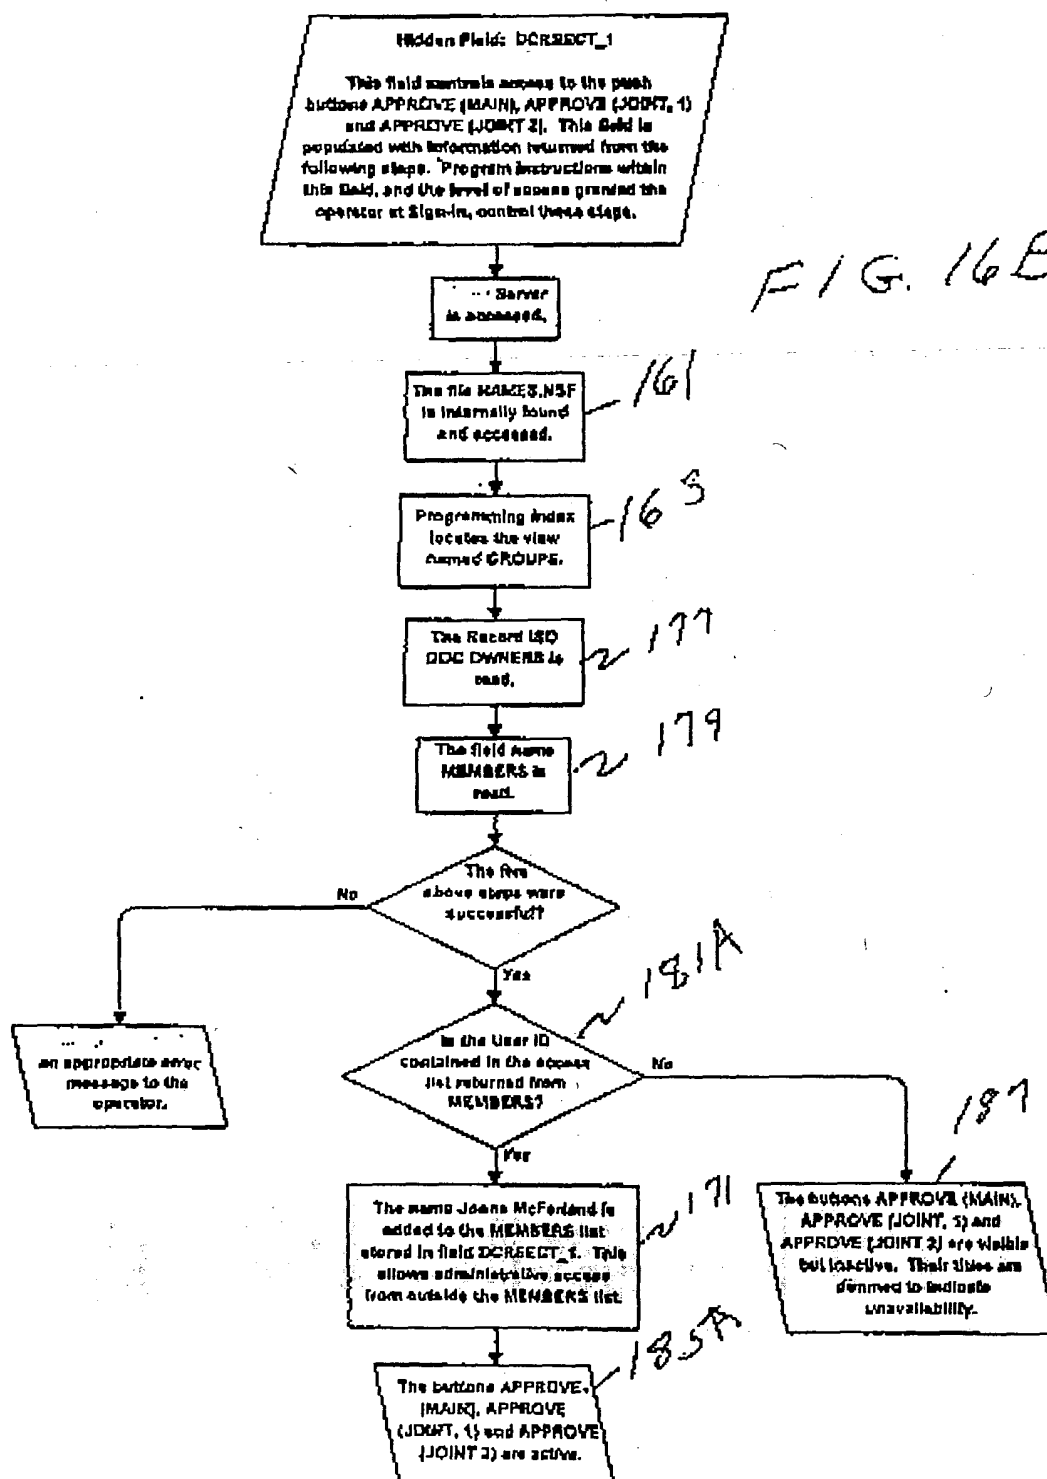 Hidden Field: DCRSECT_1
This field controls access to the push
buttons APPROVE (MAIN), APPROVE (JOINT, 1)
and APPROVE (JOINT 2). This field is
populated with information returned from the
following steps. Program instructions within
this field, and the level of access granted the
operator at Sign-in, control these steps.
FIG. 16B
Server
is accessed.
The file NAMES.NSF
is internally found
and accessed.
161
Programming index
locates the view
named GROUPS.
163
The Record ISO
DOC OWNERS is
read.
177
The field name
MEMBERS is
read.
179
The five
above steps were
successful?
No
Yes
181A
Is the User ID
contained in the access
list returned from
MEMBERS?
No
Yes
an appropriate error
message to the
operator.
187
The buttons APPROVE (MAIN),
APPROVE (JOINT, 1) and
APPROVE (JOINT 2) are visible
but inactive. Their titles are
dimmed to indicate
unavailability.
171
The name Joans McFerland is
added to the MEMBERS list
stored in field DCRSECT_1. This
allows administrative access
from outside the MEMBERS list.
185A
The buttons APPROVE,
(MAIN), APPROVE
(JOINT, 1) and APPROVE
(JOINT 2) are active.